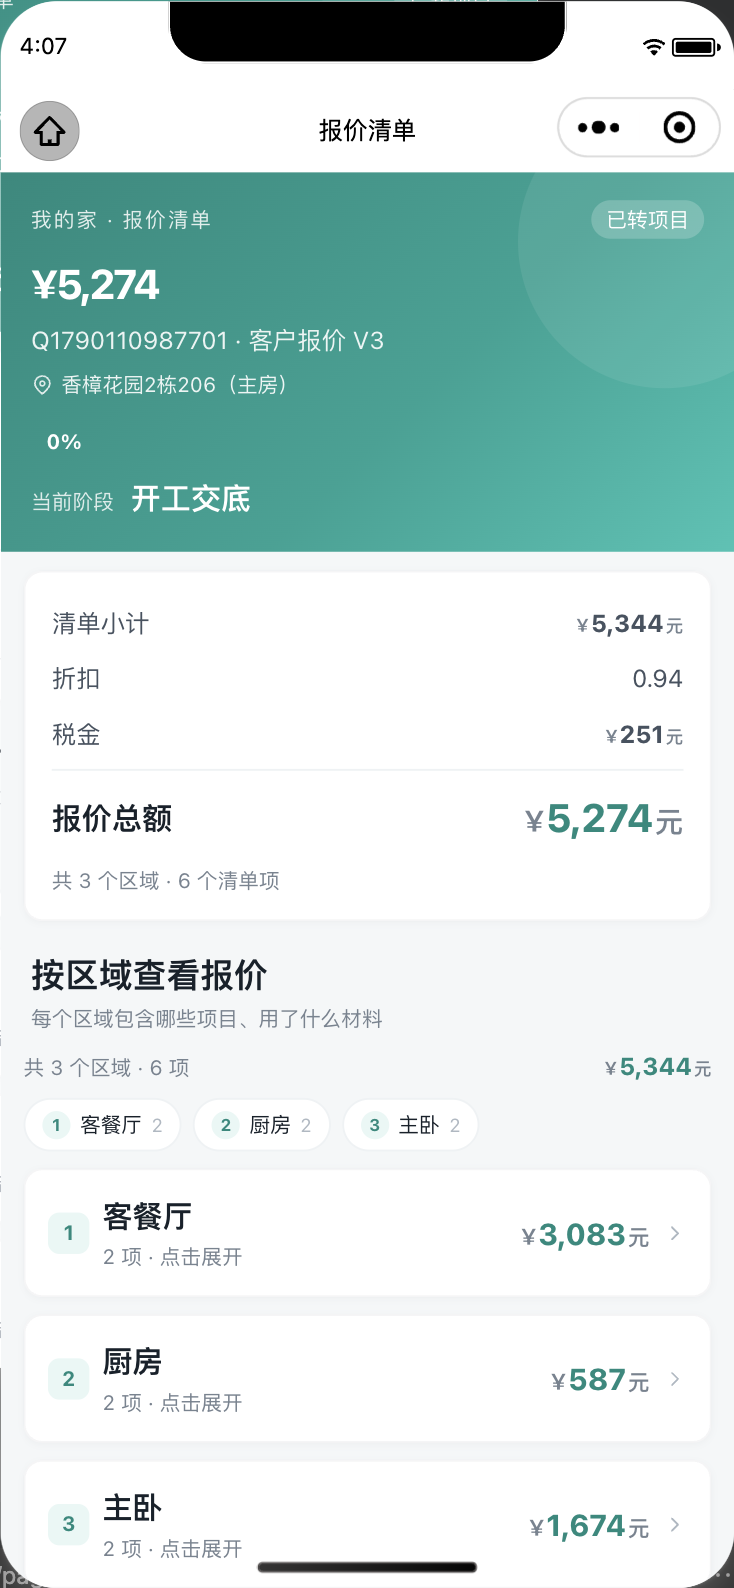 4:07
报价清单
我的家 · 报价清单
已转项目
¥5,274
Q1790110987701 · 客户报价 V3
香樟花园2栋206（主房）
0%
当前阶段 开工交底
清单小计 ¥5,344元
折扣 0.94
税金 ¥251元
报价总额 ¥5,274元
共 3 个区域 · 6 个清单项
按区域查看报价
每个区域包含哪些项目、用了什么材料
共 3 个区域 · 6 项 ¥5,344元
1 客餐厅 2 2 厨房 2 3 主卧 2
1 客餐厅 ¥3,083元
2 项 · 点击展开
2 厨房 ¥587元
2 项 · 点击展开
3 主卧 ¥1,674元
2 项 · 点击展开